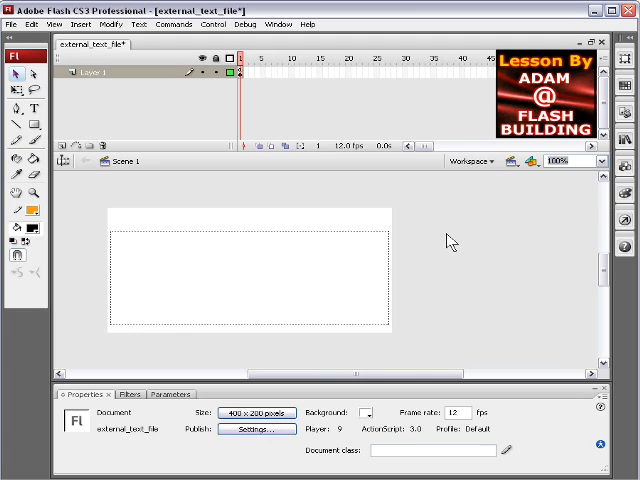 Adobe Flash CS3 Professional - [external_text_file*]
File Edit View Insert Modify Text Commands Control Debug Window Help
Fl
external_text_file*
1 5 10 15 20 25 30 35 40 45
Layer 1
Lesson By
ADAM
@
FLASH
BUILDING
1 12.0 fps 0.0s
Scene 1 Workspace 100%
Properties Filters Parameters
Fl
Document Size: 400 x 200 pixels Background: Frame rate: 12 fps
external_text_file Publish: Settings... Player: 9 ActionScript: 3.0 Profile: Default
Document class: